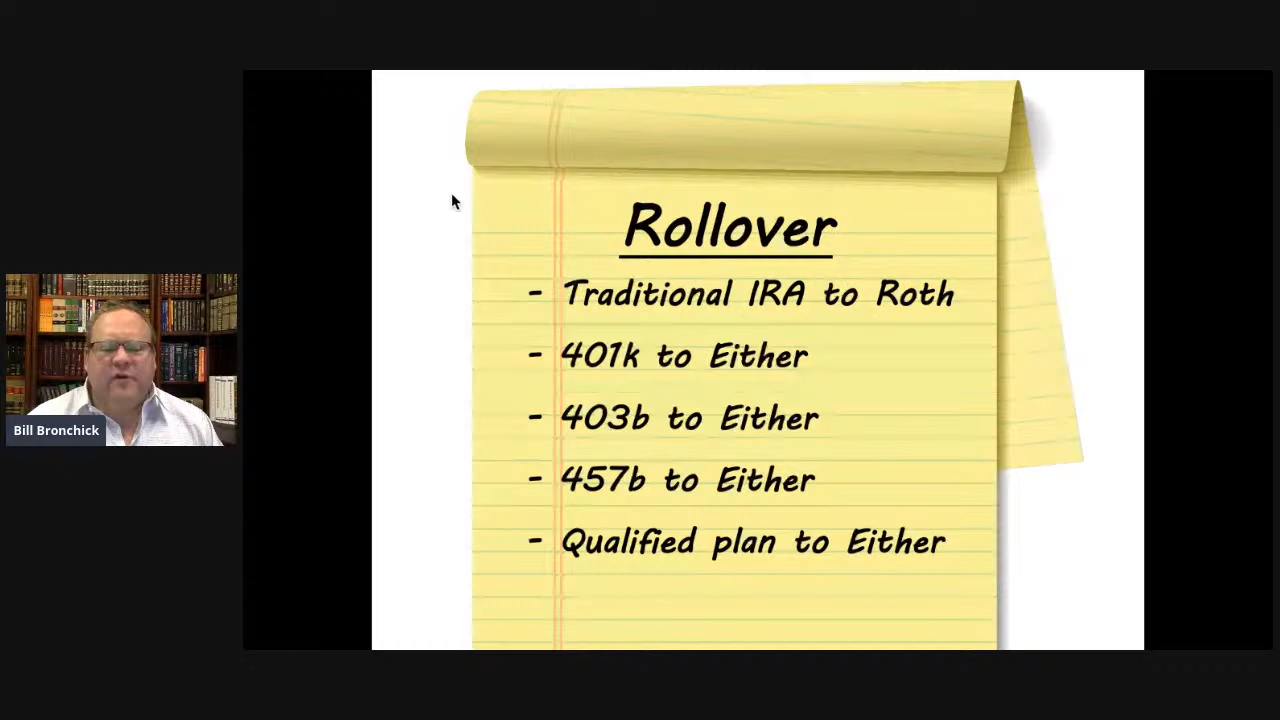 Rollover
- Traditional IRA to Roth
- 401k to Either
- 403b to Either
- 457b to Either
- Qualified plan to Either
Bill Bronchick